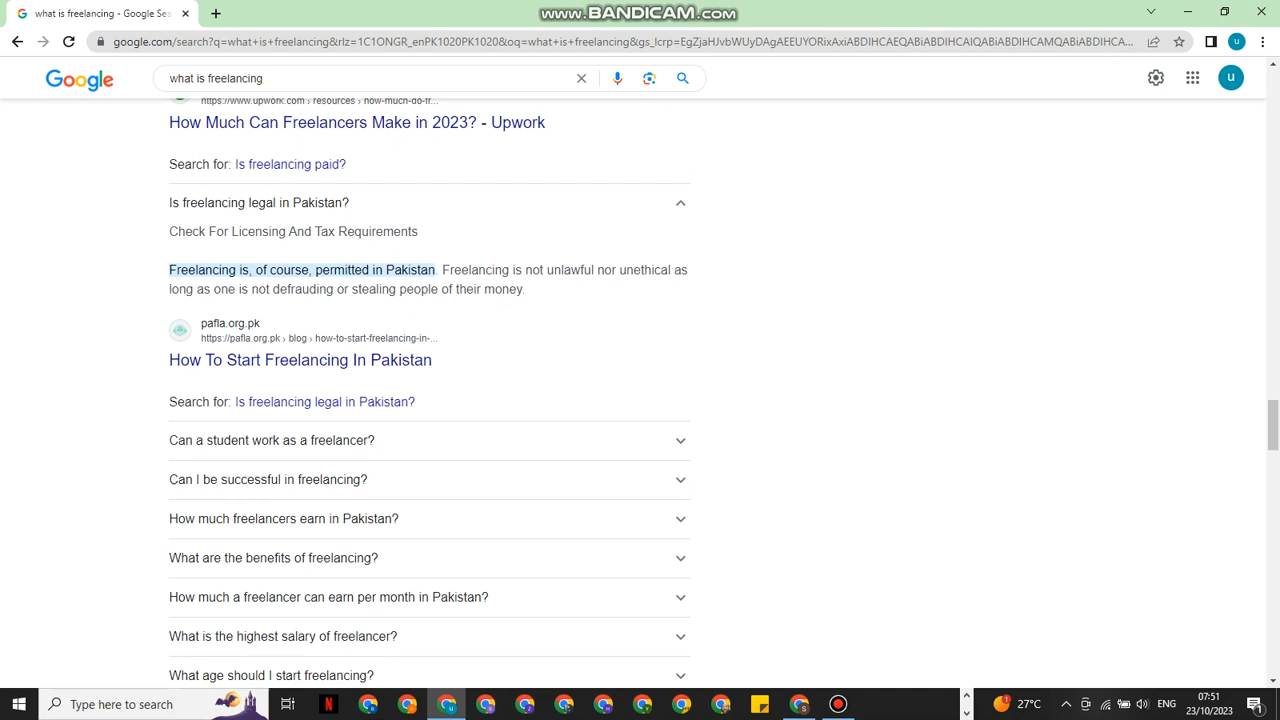 what is freelancing - Google Sea
www.BANDICAM.com
google.com/search?q=what+is+freelancing&rlz=1C1ONGR_enPK1020PK1020&oq=what+is+freelancing&gs_lcrp=EgZjaHJvbWUyDAgAEEUYORixAxiABDIHCAEQABiABDIHCAIQABiABDIHCAMQABiABDIHCA...
u
Google
what is freelancing
u
https://www.upwork.com › resources › how-much-do-fr...
How Much Can Freelancers Make in 2023? - Upwork
Search for: Is freelancing paid?
Is freelancing legal in Pakistan?
Check For Licensing And Tax Requirements
Freelancing is, of course, permitted in Pakistan. Freelancing is not unlawful nor unethical as
long as one is not defrauding or stealing people of their money.
pafla.org.pk
https://pafla.org.pk › blog › how-to-start-freelancing-in-...
How To Start Freelancing In Pakistan
Search for: Is freelancing legal in Pakistan?
Can a student work as a freelancer?
Can I be successful in freelancing?
How much freelancers earn in Pakistan?
What are the benefits of freelancing?
How much a freelancer can earn per month in Pakistan?
What is the highest salary of freelancer?
What age should I start freelancing?
Type here to search
27°C
ENG
07:51
23/10/2023